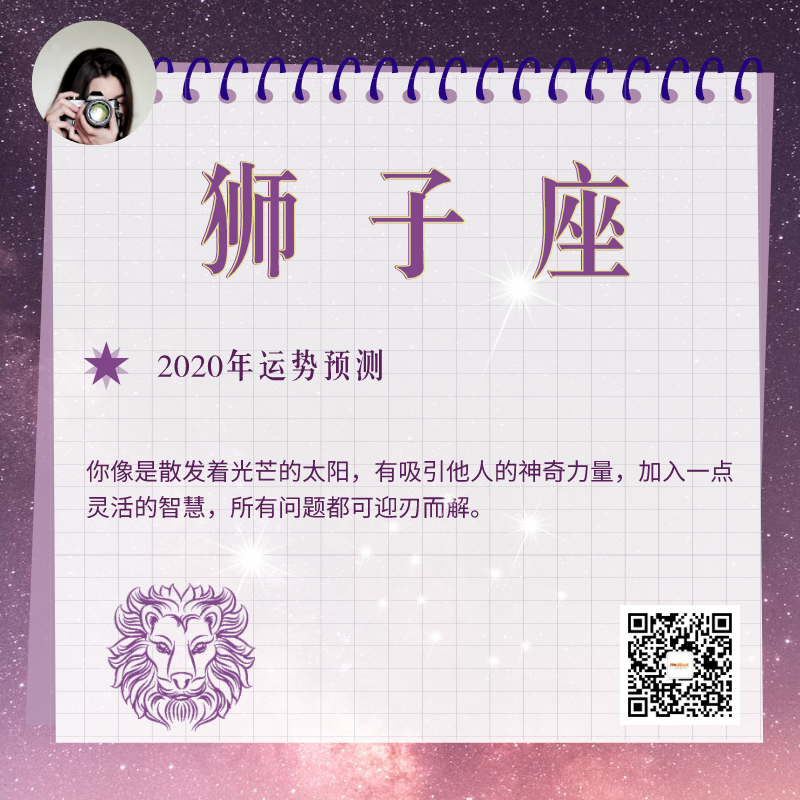 狮子座
2020年运势预测
你像是散发着光芒的太阳，有吸引他人的神奇力量，加入一点
灵活的智慧，所有问题都可迎刃而解。